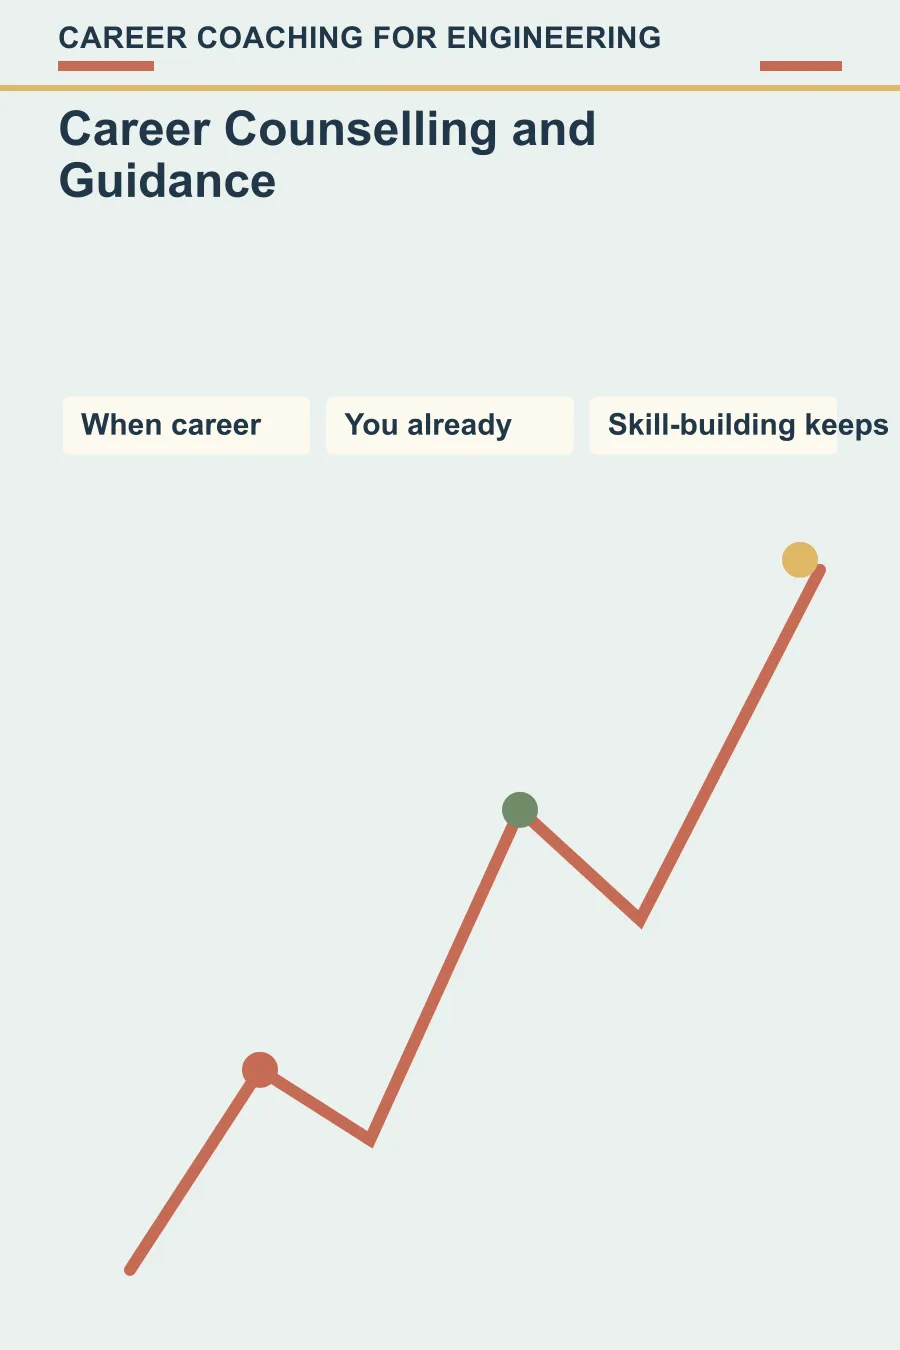 CAREER COACHING FOR ENGINEERING
Career Counselling and
Guidance
When career
You already
Skill-building keeps